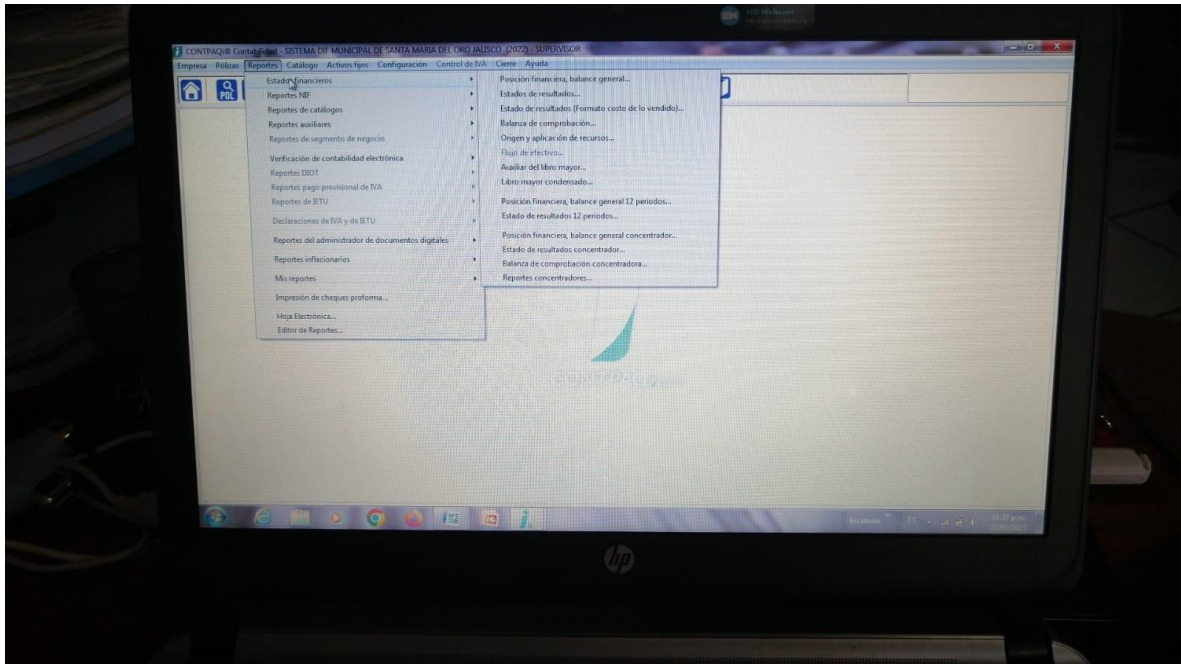 HD Webcam
CONTPAQi® Contabilidad - SISTEMA DIF MUNICIPAL DE SANTA MARIA DEL ORO JALISCO (2022) - SUPERVISOR
Empresa Pólizas Reportes Catálogo Activos fijos Configuración Control de IVA Cierre Ayuda
POL
Estados financieros
Reportes NIF
Reportes de catálogos
Reportes auxiliares
Reportes de segmento de negocio
Verificación de contabilidad electrónica
Reportes DIOT
Reportes pago provisional de IVA
Reportes de IETU
Declaraciones de IVA y de IETU
Reportes del administrador de documentos digitales
Reportes inflacionarios
Mis reportes
Impresión de cheques proforma...
Hoja Electrónica...
Editor de Reportes...
Posición financiera, balance general...
Estados de resultados...
Estado de resultados (Formato costo de lo vendido)...
Balanza de comprobación...
Origen y aplicación de recursos...
Flujo de efectivo...
Auxiliar del libro mayor...
Libro mayor condensado...
Posición financiera, balance general 12 periodos...
Estado de resultados 12 periodos...
Posición financiera, balance general concentrador...
Estado de resultados concentrador...
Balanza de comprobación concentradora...
Reportes concentradores...
CONTPAQi
Escritorio
ES
hp